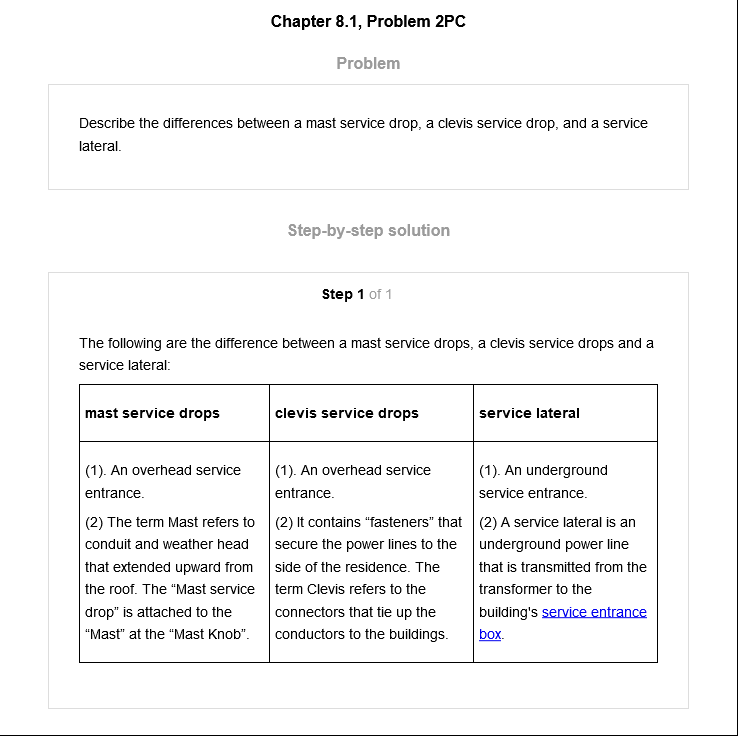 Chapter 8.1, Problem 2PC
Problem
Describe the differences between a mast service drop, a clevis service drop, and a service
lateral.
Step-by-step solution
Step 1 of 1
The following are the difference between a mast service drops, a clevis service drops and a
service lateral:
mast service drops
clevis service drops
service lateral
(1). An overhead service
entrance.
(2) The term Mast refers to
conduit and weather head
that extended upward from
the roof. The “Mast service
drop” is attached to the
“Mast” at the “Mast Knob”.
(1). An overhead service
entrance.
(2) It contains “fasteners” that
secure the power lines to the
side of the residence. The
term Clevis refers to the
connectors that tie up the
conductors to the buildings.
(1). An underground
service entrance.
(2) A service lateral is an
underground power line
that is transmitted from the
transformer to the
building's service entrance
box.